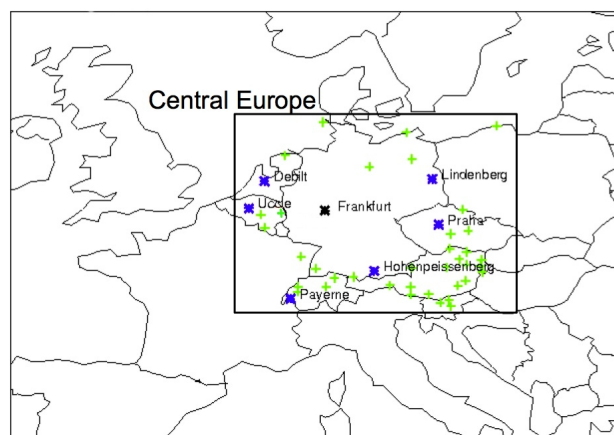 Central Europe
Debilt
Lindenberg
Uccle
Frankfurt
Praha
Hohenpeissenberg
Payerne